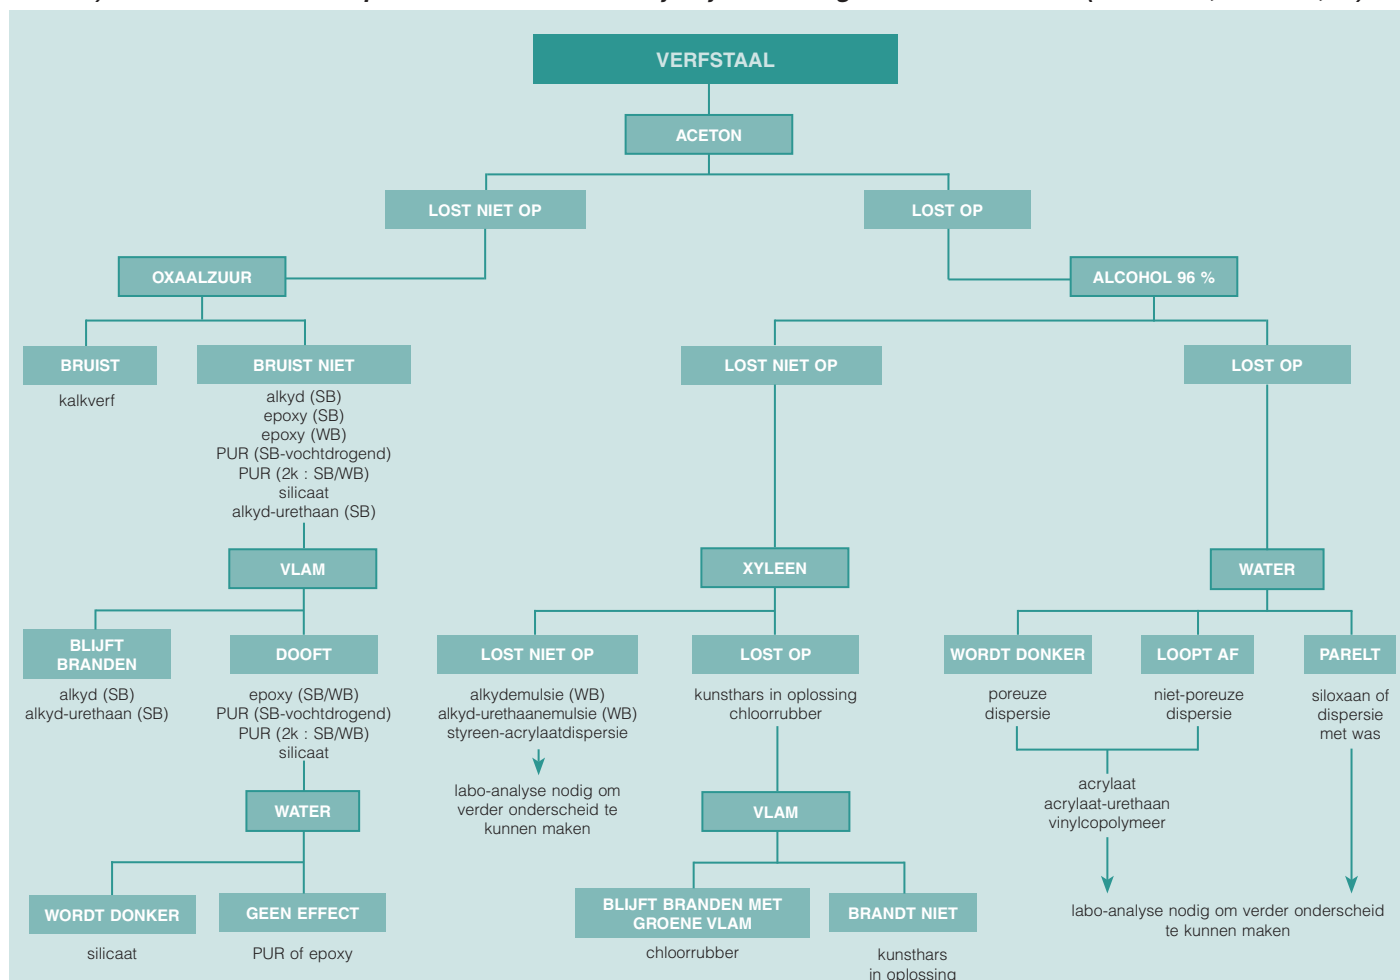 VERFSTAAL
ACETON
LOST NIET OP
LOST OP
OXAALZUUR
ALCOHOL 96 %
BRUIST
BRUIST NIET
LOST NIET OP
LOST OP
kalkverf
alkyd (SB)
epoxy (SB)
epoxy (WB)
PUR (SB-vochtdrogend)
PUR (2k : SB/WB)
silicaat
alkyd-urethaan (SB)
VLAM
XYLEEN
WATER
BLIJFT
BRANDEN
DOOFT
LOST NIET OP
LOST OP
WORDT DONKER
LOOPT AF
PARELT
alkyd (SB)
alkyd-urethaan (SB)
epoxy (SB/WB)
PUR (SB-vochtdrogend)
PUR (2k : SB/WB)
silicaat
alkydemulsie (WB)
alkyd-urethaanemulsie (WB)
styreen-acrylaatdispersie
kunsthars in oplossing
chloorrubber
poreuze
dispersie
niet-poreuze
dispersie
siloxaan of
dispersie
met was
labo-analyse nodig om
verder onderscheid te
kunnen maken
acrylaat
acrylaat-urethaan
vinylcopolymeer
WATER
VLAM
WORDT DONKER
GEEN EFFECT
BLIJFT BRANDEN MET
GROENE VLAM
BRANDT NIET
labo-analyse nodig om verder onderscheid
te kunnen maken
silicaat
PUR of epoxy
chloorrubber
kunsthars
in oplossing